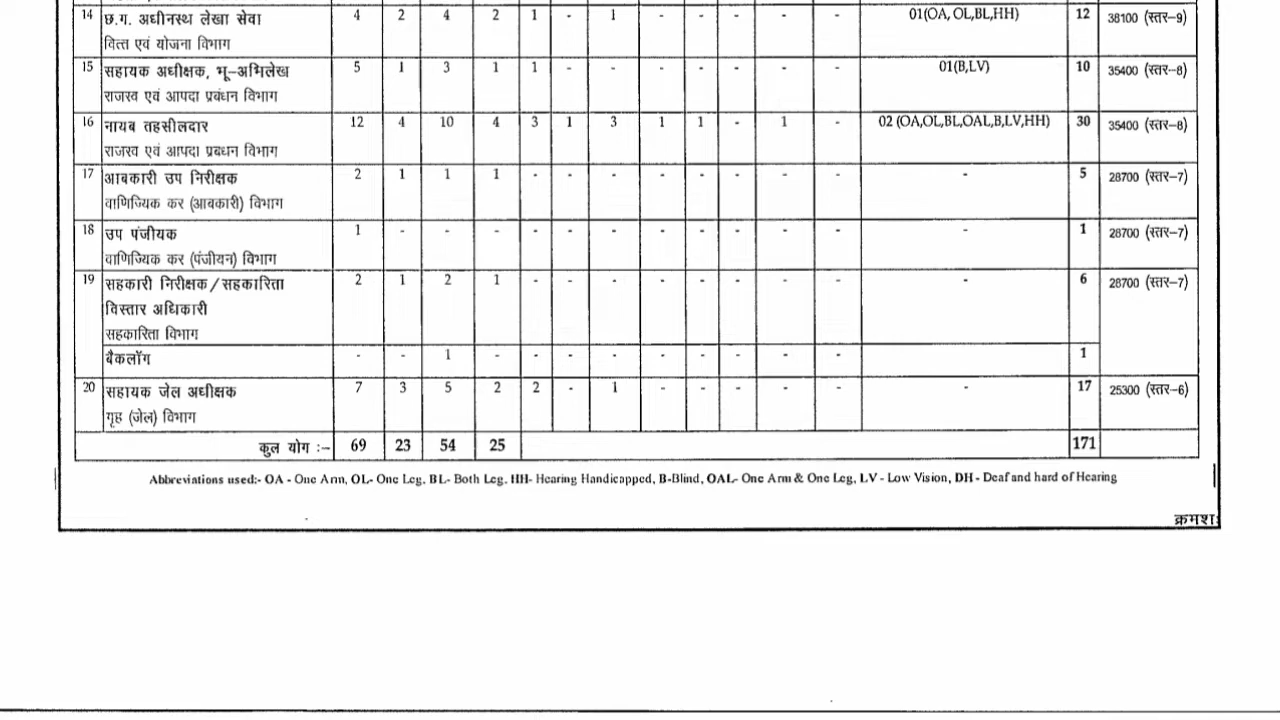 14 छ.ग. अधीनस्थ लेखा सेवा 4 2 4 2 1 - 1 - - - - - 01(OA, OL,BL,HH) 12 38100 (स्तर-9)
वित्त एवं योजना विभाग
15 सहायक अधीक्षक, भू-अभिलेख 5 1 3 1 1 - - - - - - - 01(B,LV) 10 35400 (स्तर-8)
राजस्व एवं आपदा प्रबंधन विभाग
16 नायब तहसीलदार 12 4 10 4 3 1 3 1 1 - 1 - 02 (OA,OL,BL,OAL,B,LV,HH) 30 35400 (स्तर-8)
राजस्व एवं आपदा प्रबंधन विभाग
17 आबकारी उप निरीक्षक 2 1 1 1 - - - - - - - - - 5 28700 (स्तर-7)
वाणिज्यिक कर (आबकारी) विभाग
18 उप पंजीयक 1 - - - - - - - - - - - - 1 28700 (स्तर-7)
वाणिज्यिक कर (पंजीयन) विभाग
19 सहकारी निरीक्षक/सहकारिता 2 1 2 1 - - - - - - - - - 6 28700 (स्तर-7)
विस्तार अधिकारी
सहकारिता विभाग
बैकलॉग - - 1 - - - - - - - - - 1
20 सहायक जेल अधीक्षक 7 3 5 2 2 - 1 - - - - - - 17 25300 (स्तर-6)
गृह (जेल) विभाग
कुल योग :- 69 23 54 25 171
Abbreviations used:- OA - One Arm, OL- One Leg, BL- Both Leg, HH- Hearing Handicapped, B-Blind, OAL- One Arm & One Leg, LV - Low Vision, DH - Deaf and hard of Hearing
क्रमशः